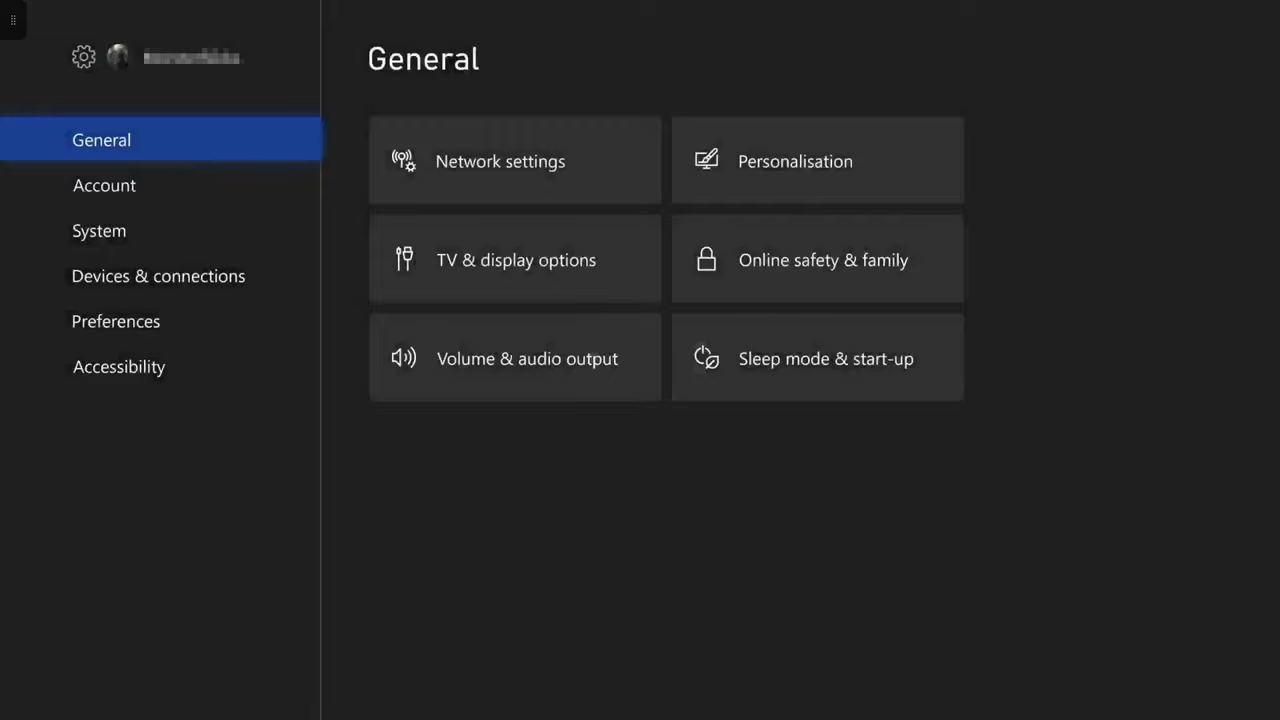 General
Account
System
Devices & connections
Preferences
Accessibility
General
Network settings
Personalisation
TV & display options
Online safety & family
Volume & audio output
Sleep mode & start-up